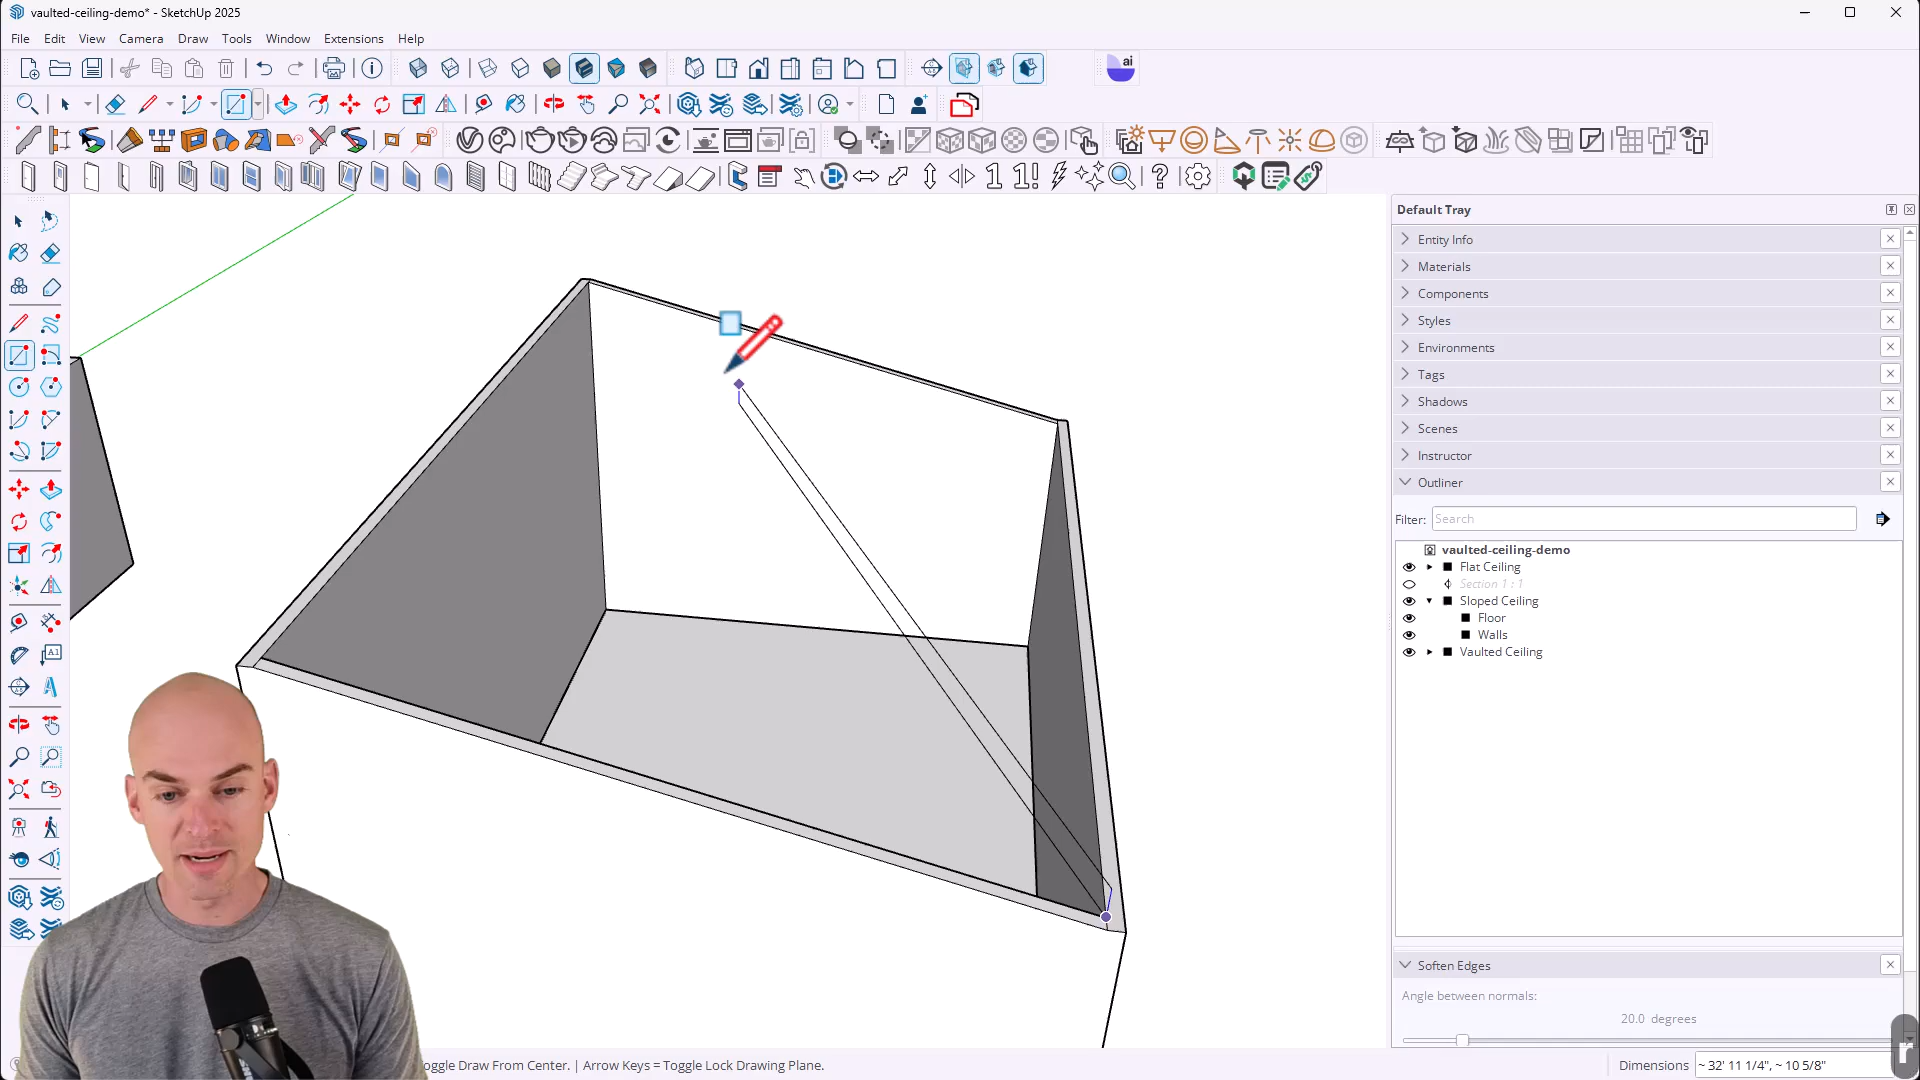 vaulted-ceiling-demo* - SketchUp 2025
File Edit View Camera Draw Tools Window Extensions Help
ai
Default Tray
Entity Info
Materials
Components
Styles
Environments
Tags
Shadows
Scenes
Instructor
Outliner
Filter: Search
vaulted-ceiling-demo
Flat Ceiling
Section 1 : 1
Sloped Ceiling
Floor
Walls
Vaulted Ceiling
Soften Edges
Angle between normals:
20.0 degrees
oggle Draw From Center. | Arrow Keys = Toggle Lock Drawing Plane.
Dimensions ~ 32' 11 1/4", ~ 10 5/8"
r